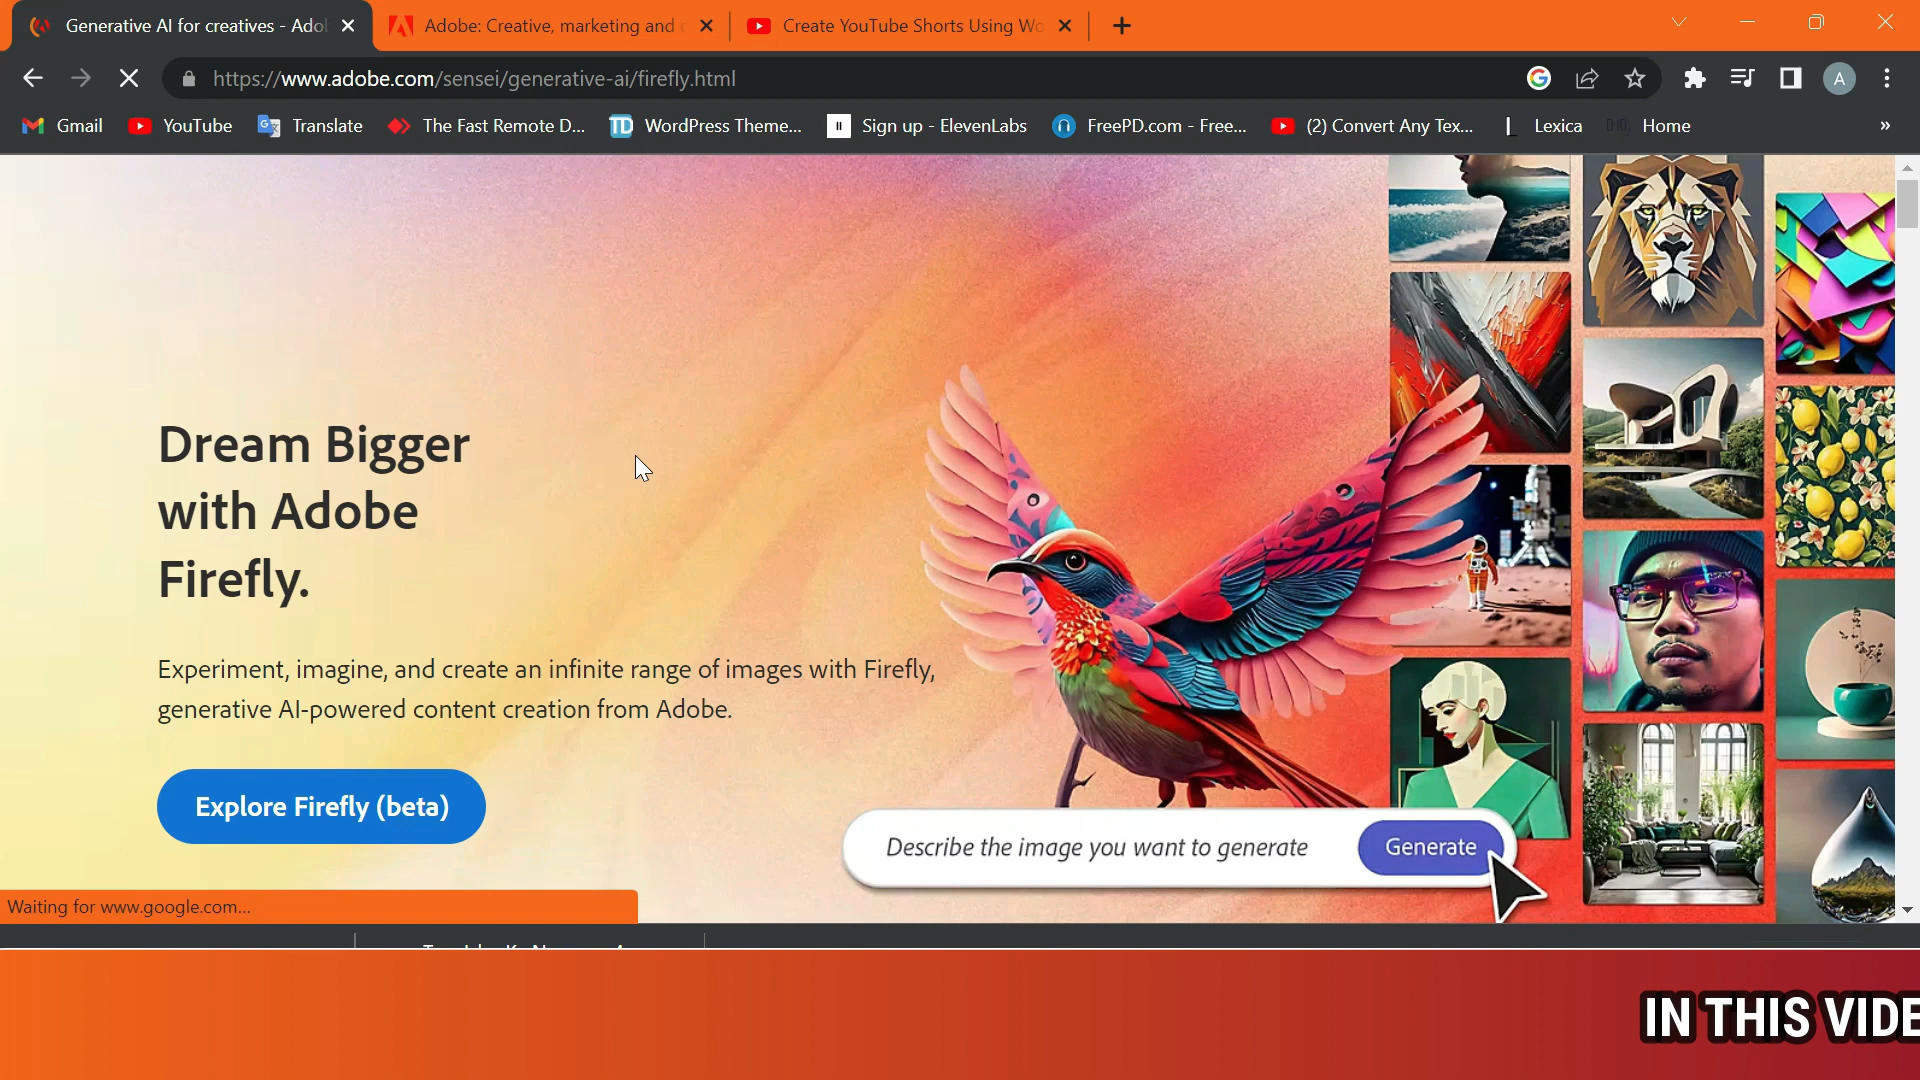 Generative AI for creatives - Adol
Adobe: Creative, marketing and
Create YouTube Shorts Using Wo
https://www.adobe.com/sensei/generative-ai/firefly.html
A
Gmail
YouTube
Translate
The Fast Remote D...
WordPress Theme...
Sign up - ElevenLabs
FreePD.com - Free...
(2) Convert Any Tex...
Lexica
Home
Dream Bigger
with Adobe
Firefly.
Experiment, imagine, and create an infinite range of images with Firefly,
generative AI-powered content creation from Adobe.
Explore Firefly (beta)
Describe the image you want to generate
Generate
Waiting for www.google.com...
IN THIS VIDE